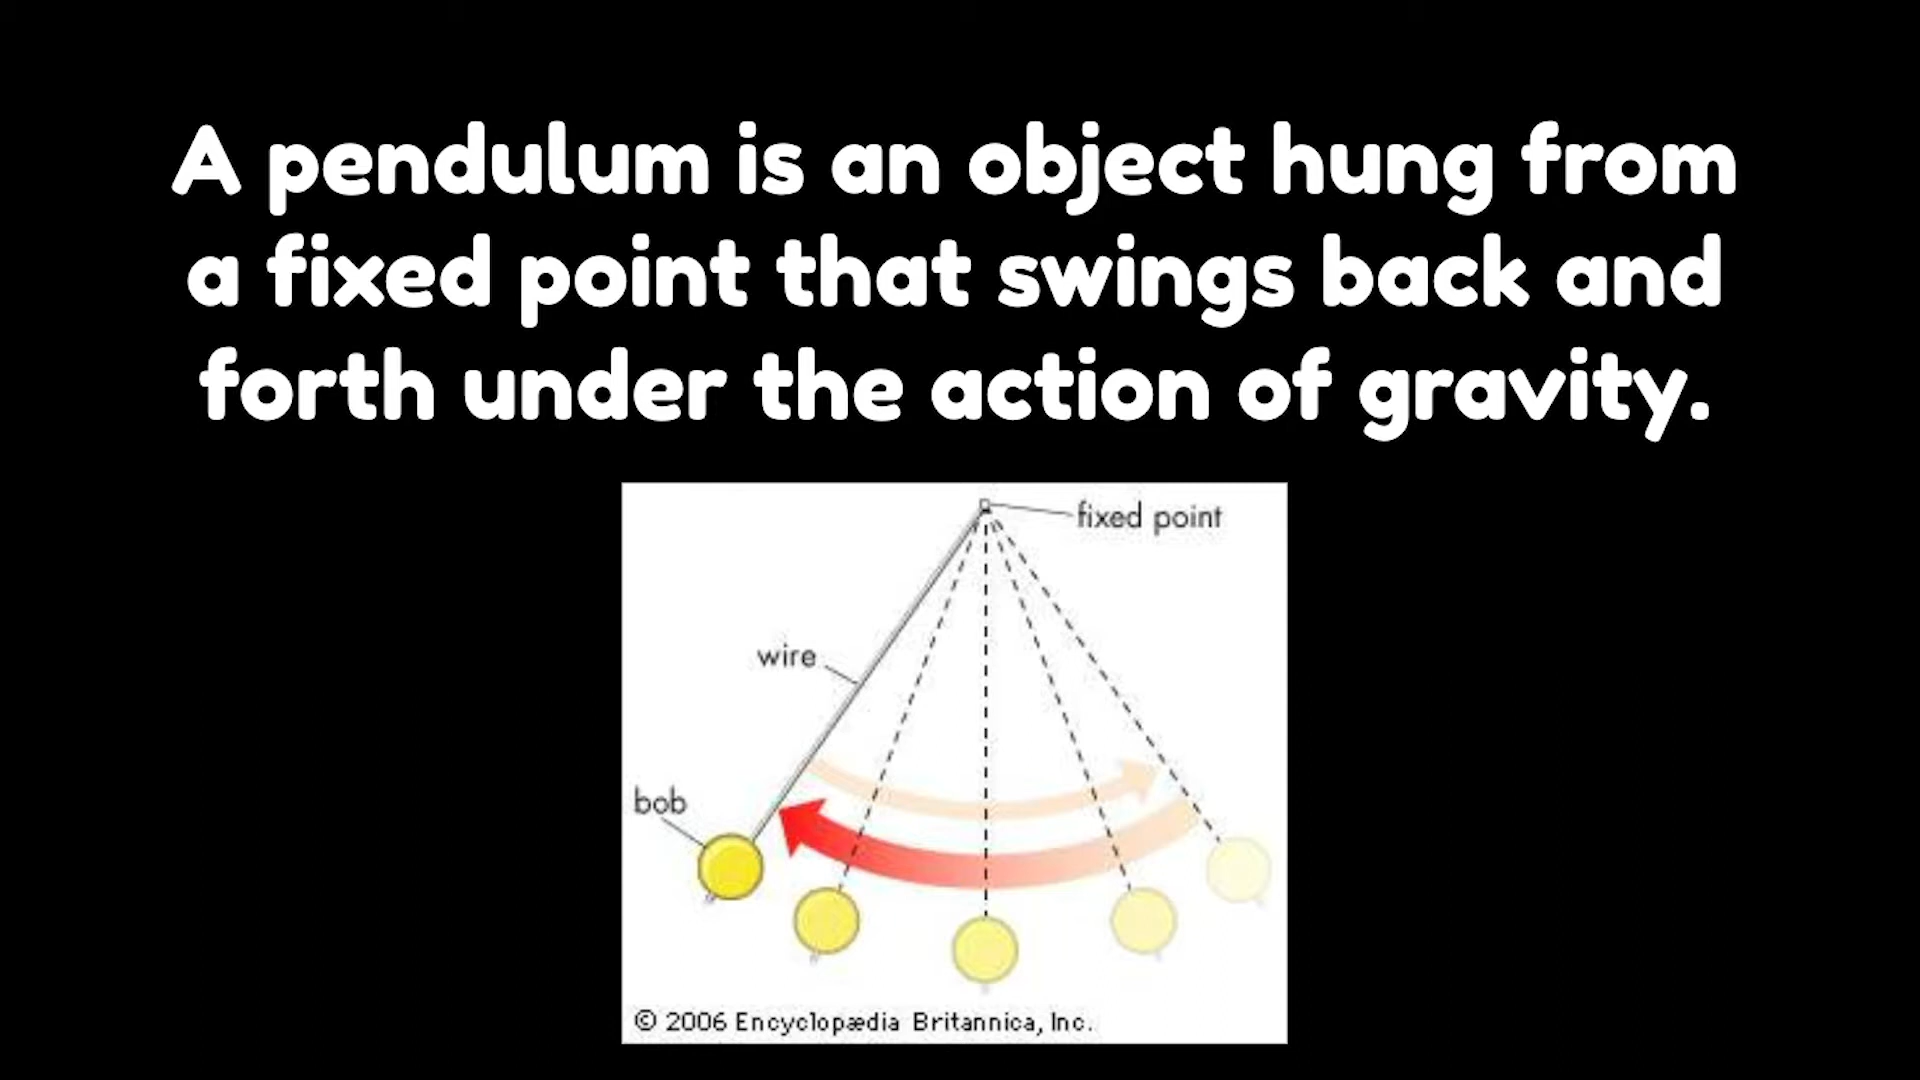 A pendulum is an object hung from
a fixed point that swings back and
forth under the action of gravity.
fixed point
wire
bob
© 2006 Encyclopædia Britannica, Inc.